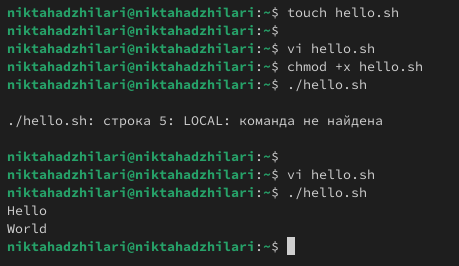 niktahadzhilari@niktahadzhilari:~$ touch hello.sh
niktahadzhilari@niktahadzhilari:~$
niktahadzhilari@niktahadzhilari:~$ vi hello.sh
niktahadzhilari@niktahadzhilari:~$ chmod +x hello.sh
niktahadzhilari@niktahadzhilari:~$ ./hello.sh
./hello.sh: строка 5: LOCAL: команда не найдена
niktahadzhilari@niktahadzhilari:~$
niktahadzhilari@niktahadzhilari:~$ vi hello.sh
niktahadzhilari@niktahadzhilari:~$ ./hello.sh
Hello
World
niktahadzhilari@niktahadzhilari:~$